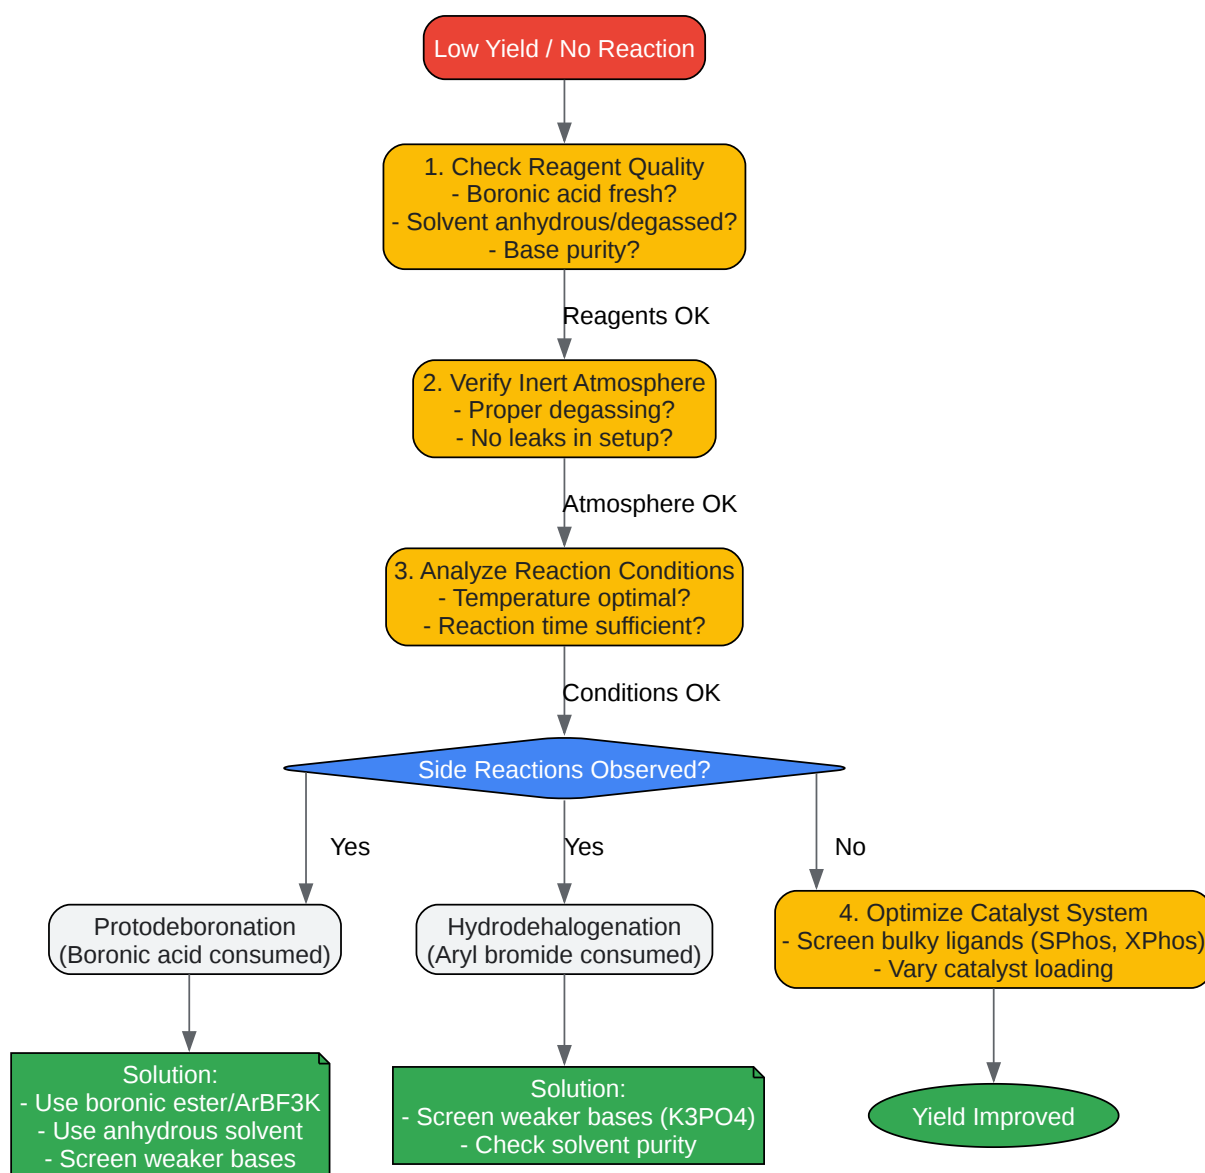 Low Yield / No Reaction
1. Check Reagent Quality
- Boronic acid fresh?
- Solvent anhydrous/degassed?
- Base purity?
Reagents OK
2. Verify Inert Atmosphere
- Proper degassing?
- No leaks in setup?
Atmosphere OK
3. Analyze Reaction Conditions
- Temperature optimal?
- Reaction time sufficient?
Conditions OK
Side Reactions Observed?
Yes
Yes
No
Protodeboronation
(Boronic acid consumed)
Hydrodehalogenation
(Aryl bromide consumed)
4. Optimize Catalyst System
- Screen bulky ligands (SPhos, XPhos)
- Vary catalyst loading
Solution:
- Use boronic ester/ArBF3K
- Use anhydrous solvent
- Screen weaker bases
Solution:
- Screen weaker bases (K3PO4)
- Check solvent purity
Yield Improved